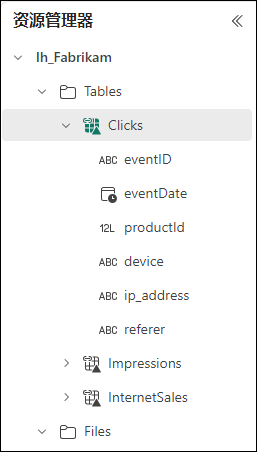 资源管理器
lh_Fabrikam
Tables
Clicks
ABC eventID
eventDate
12L productId
ABC device
ABC ip_address
ABC referer
Impressions
InternetSales
Files